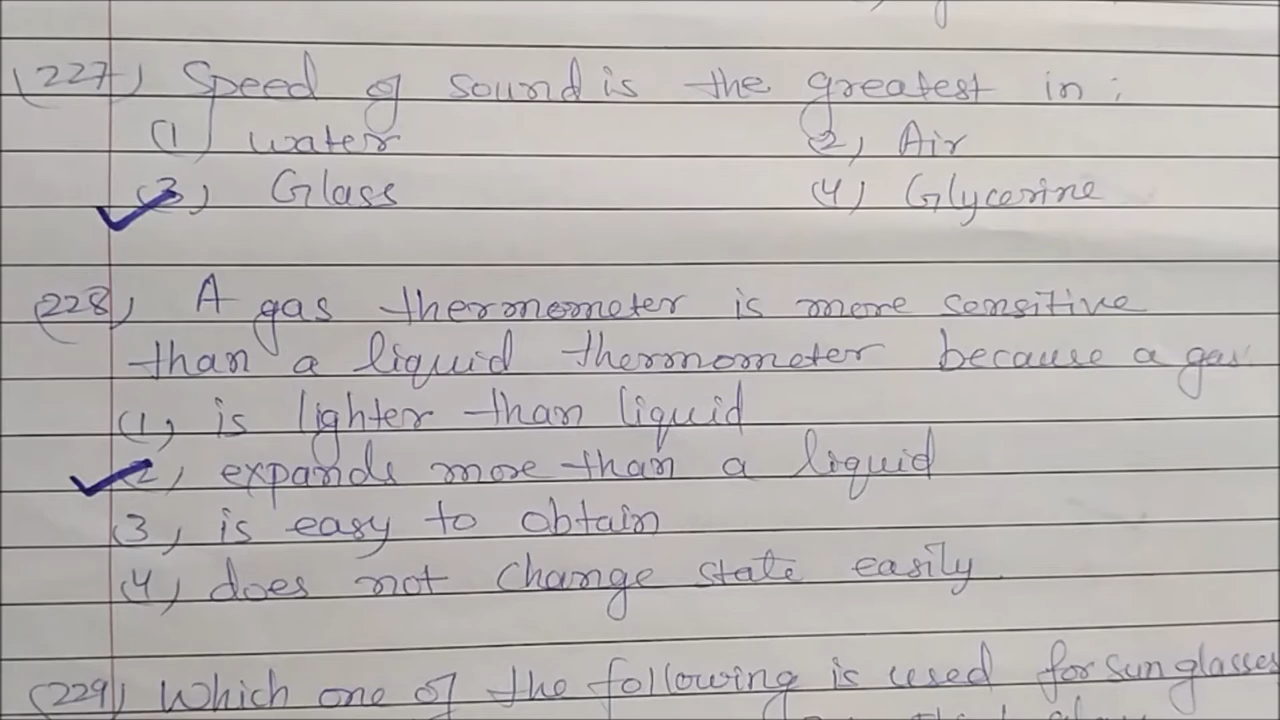 (227) Speed of sound is the greatest in :
(1) water 2) Air
(3) Glass (4) Glycerine
(228) A gas thermometer is more sensitive
than a liquid thermometer because a gas
(1) is lighter than liquid
(2) expands more than a liquid
(3) is easy to obtain
(4) does not change state easily.
(229) Which one of the following is used for sunglasses